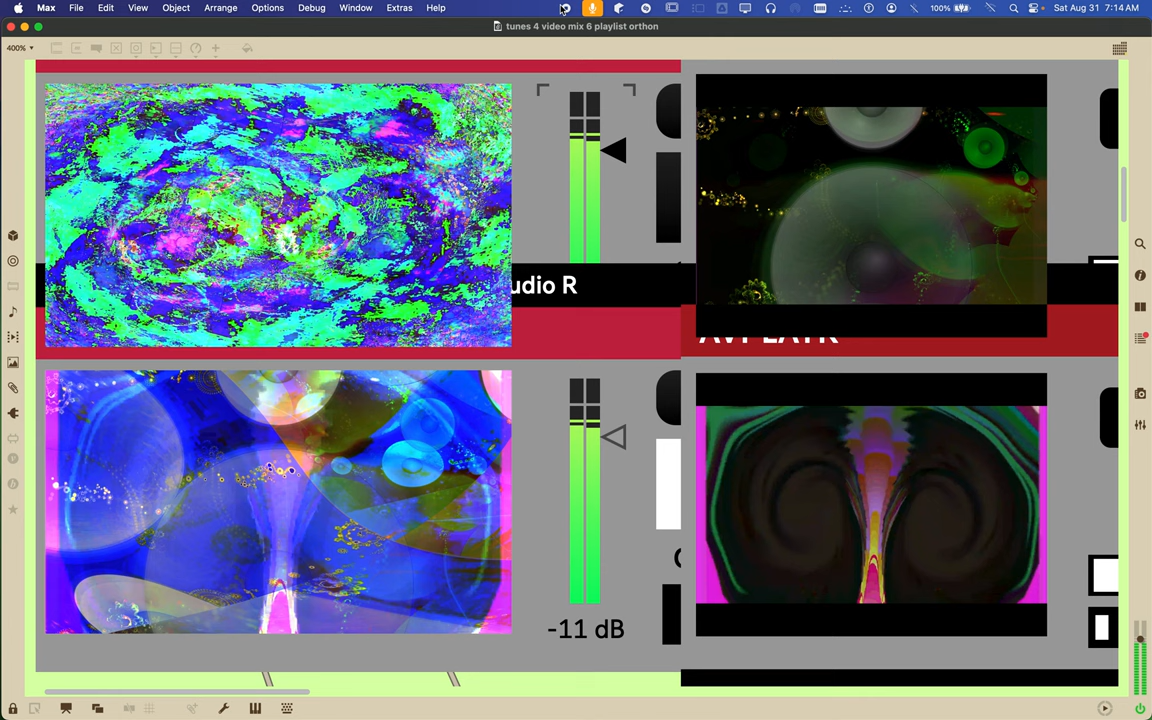 Max File Edit View Object Arrange Options Debug Window Extras Help 100% Sat Aug 31 7:14 AM
tunes 4 video mix 6 playlist orthon
400%
udio R
-11 dB